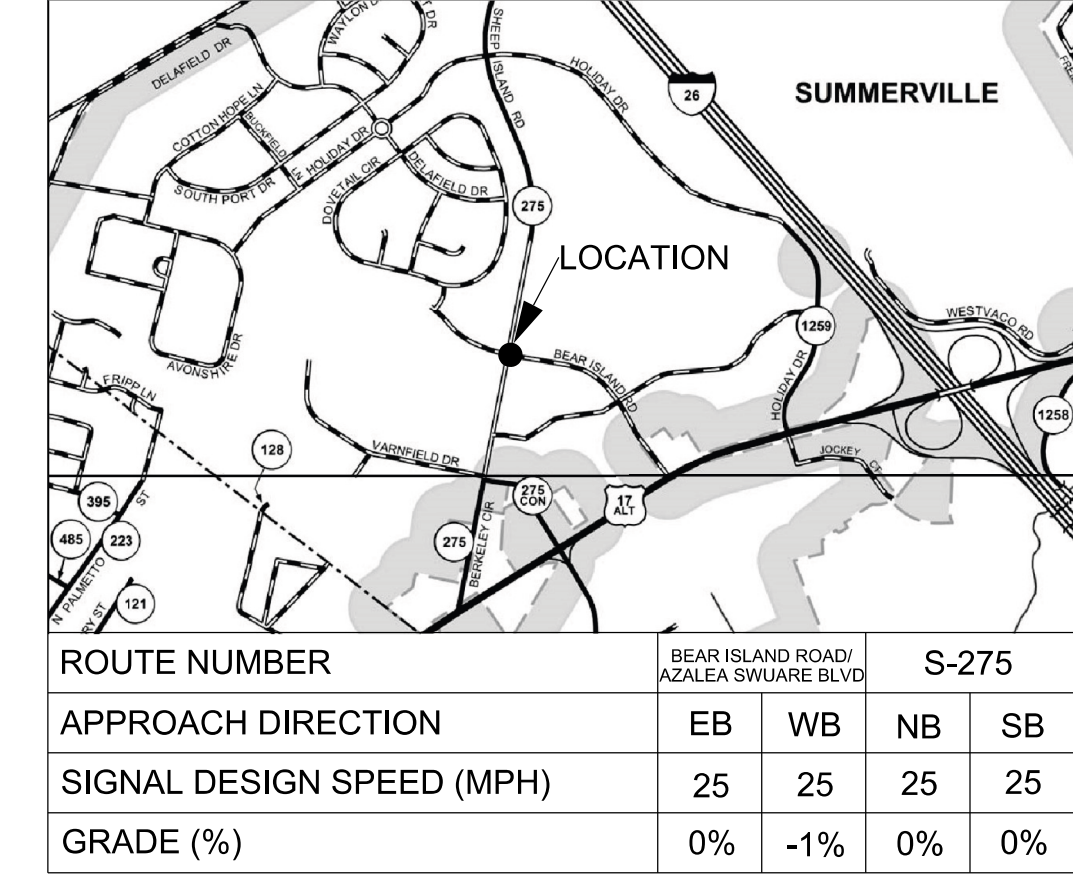 DELAFIELD DR
WAYLON D
T DR
SHEEP ISLAND RD
HOLIDAY DR
26
SUMMERVILLE
COTTON HOPE LN
BUCKFIELD LN
HOLIDAY DR
SOUTH PORT DR
DOVETAIL CIR
DELAFIELD DR
275
LOCATION
1259
WESTVACO RD
AVONSHIRE DR
BEAR ISLAND RD
FRIPP LN
HOLIDAY DR
1258
128
VARNFIELD DR
JOCKEY CT
395
ST
275
CON
17
ALT
485
223
275
BERKELEY CIR
N PALMETTO
121
RY ST
ROUTE NUMBER
BEAR ISLAND ROAD/
AZALEA SWUARE BLVD
S-275
APPROACH DIRECTION EB WB NB SB
SIGNAL DESIGN SPEED (MPH) 25 25 25 25
GRADE (%) 0% -1% 0% 0%